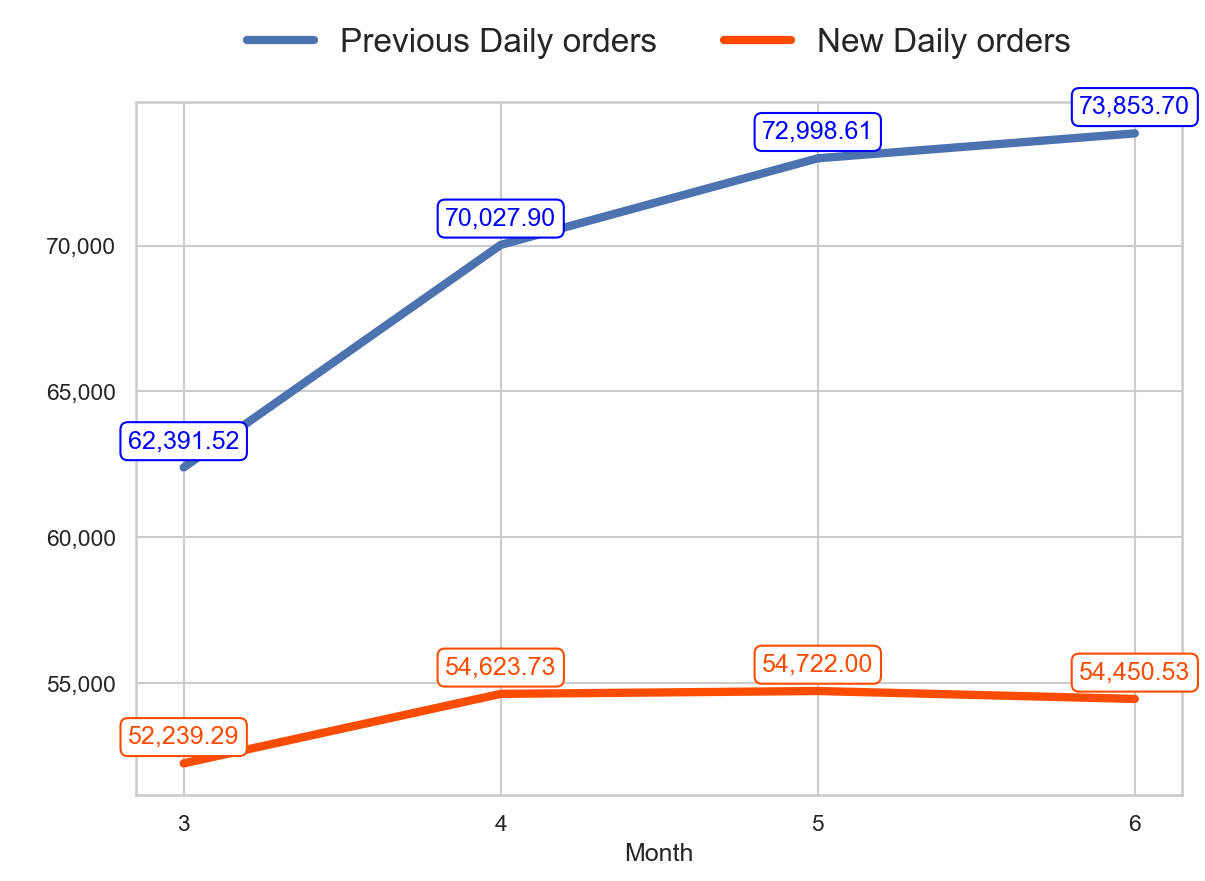 Previous Daily orders New Daily orders
73,853.70
72,998.61
70,027.90
70,000
65,000
62,391.52
60,000
54,623.73 54,722.00 54,450.53
55,000
52,239.29
3 4 5 6
Month